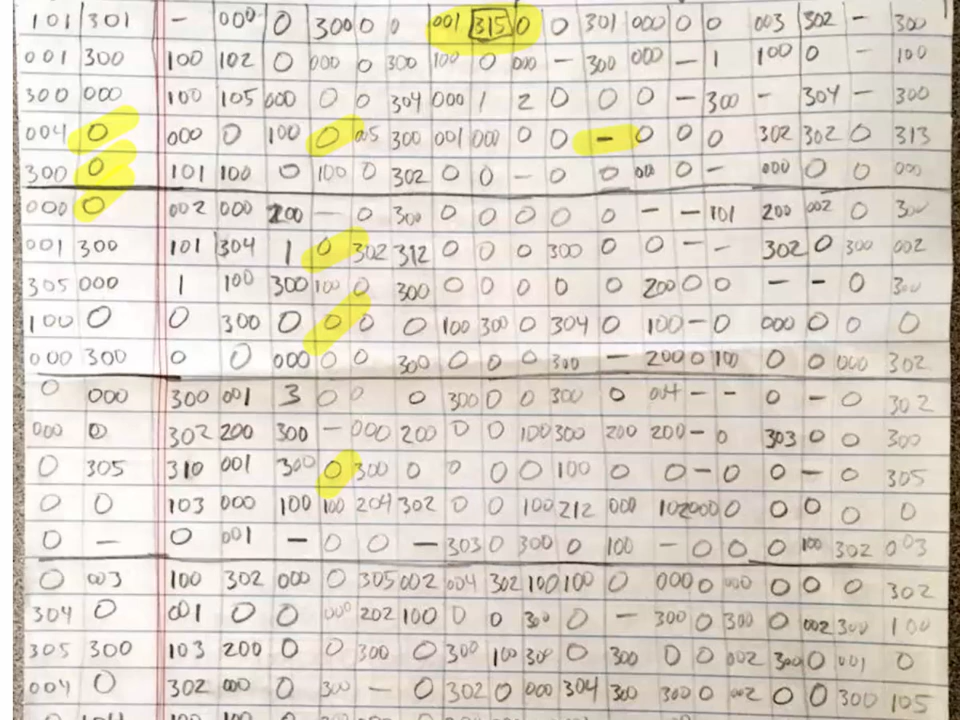 101 301 - 000 0 300 0 0 001 315 0 0 301 000 0 0 003 302 - 300
001 300 100 102 0 000 0 300 100 0 000 - 300 000 - 1 100 0 - 100
300 000 100 105 000 0 0 304 000 1 2 0 0 0 - 300 - 304 - 300
004 0 000 0 100 0 005 300 001 000 0 0 - 0 0 0 302 302 0 313
300 0 101 100 0 100 0 302 0 0 - 0 0 000 0 - 000 0 0 000
000 0 002 000 200 - 0 300 0 0 0 0 0 - - 101 200 002 0 300
001 300 101 304 1 0 302 312 0 0 0 300 0 0 - - 302 0 300 002
305 000 1 100 300 100 0 300 0 0 0 0 0 200 0 0 - - 0 300
100 0 0 300 0 0 0 0 100 300 0 304 0 100 - 0 000 0 0 0
000 300 0 0 000 0 0 300 0 0 0 300 - 200 0 100 0 0 000 302
0 000 300 001 3 0 0 0 300 0 0 300 0 004 - - 0 - 0 302
000 0 302 200 300 - 000 200 0 0 100 300 200 200 - 0 303 0 0 300
0 305 310 001 300 0 300 0 0 0 0 100 0 0 - 0 0 - 0 305
0 0 103 000 100 100 204 302 0 0 100 212 000 102 000 0 0 0 0 0
0 - 0 001 - 0 0 - 303 0 300 0 100 - 0 0 0 100 302 003
0 003 100 302 000 0 305 002 004 302 100 100 0 000 0 000 0 0 0 302
304 0 001 0 0 000 202 100 0 0 300 0 - 300 0 300 0 002 300 100
305 300 103 200 0 0 300 0 300 100 300 0 300 0 0 002 300 0 001 0
004 0 302 000 0 300 - 0 302 0 000 304 300 300 0 002 0 0 300 105